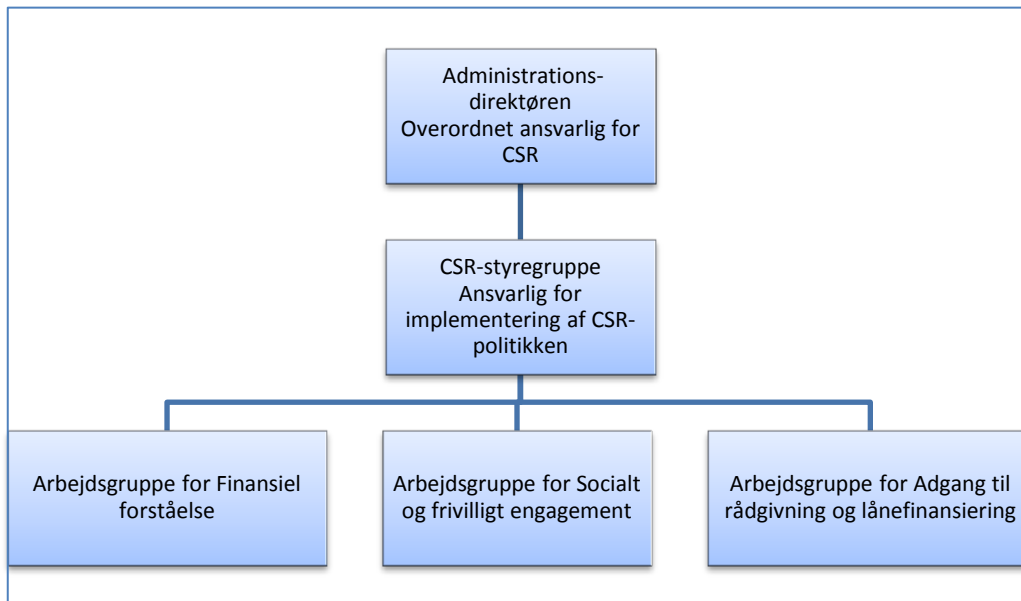 Administrations-
direktøren
Overordnet ansvarlig for
CSR
CSR-styregruppe
Ansvarlig for
implementering af CSR-
politikken
Arbejdsgruppe for Finansiel
forståelse
Arbejdsgruppe for Socialt
og frivilligt engagement
Arbejdsgruppe for Adgang til
rådgivning og lånefinansiering